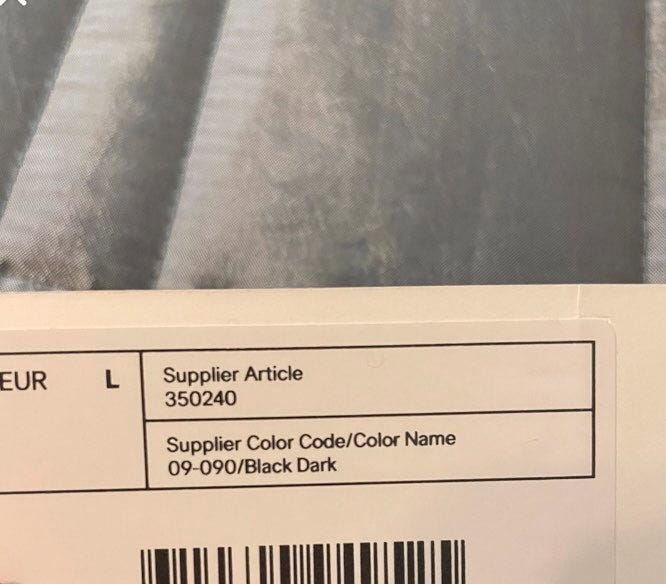 EUR L
Supplier Article
350240
Supplier Color Code/Color Name
09-090/Black Dark